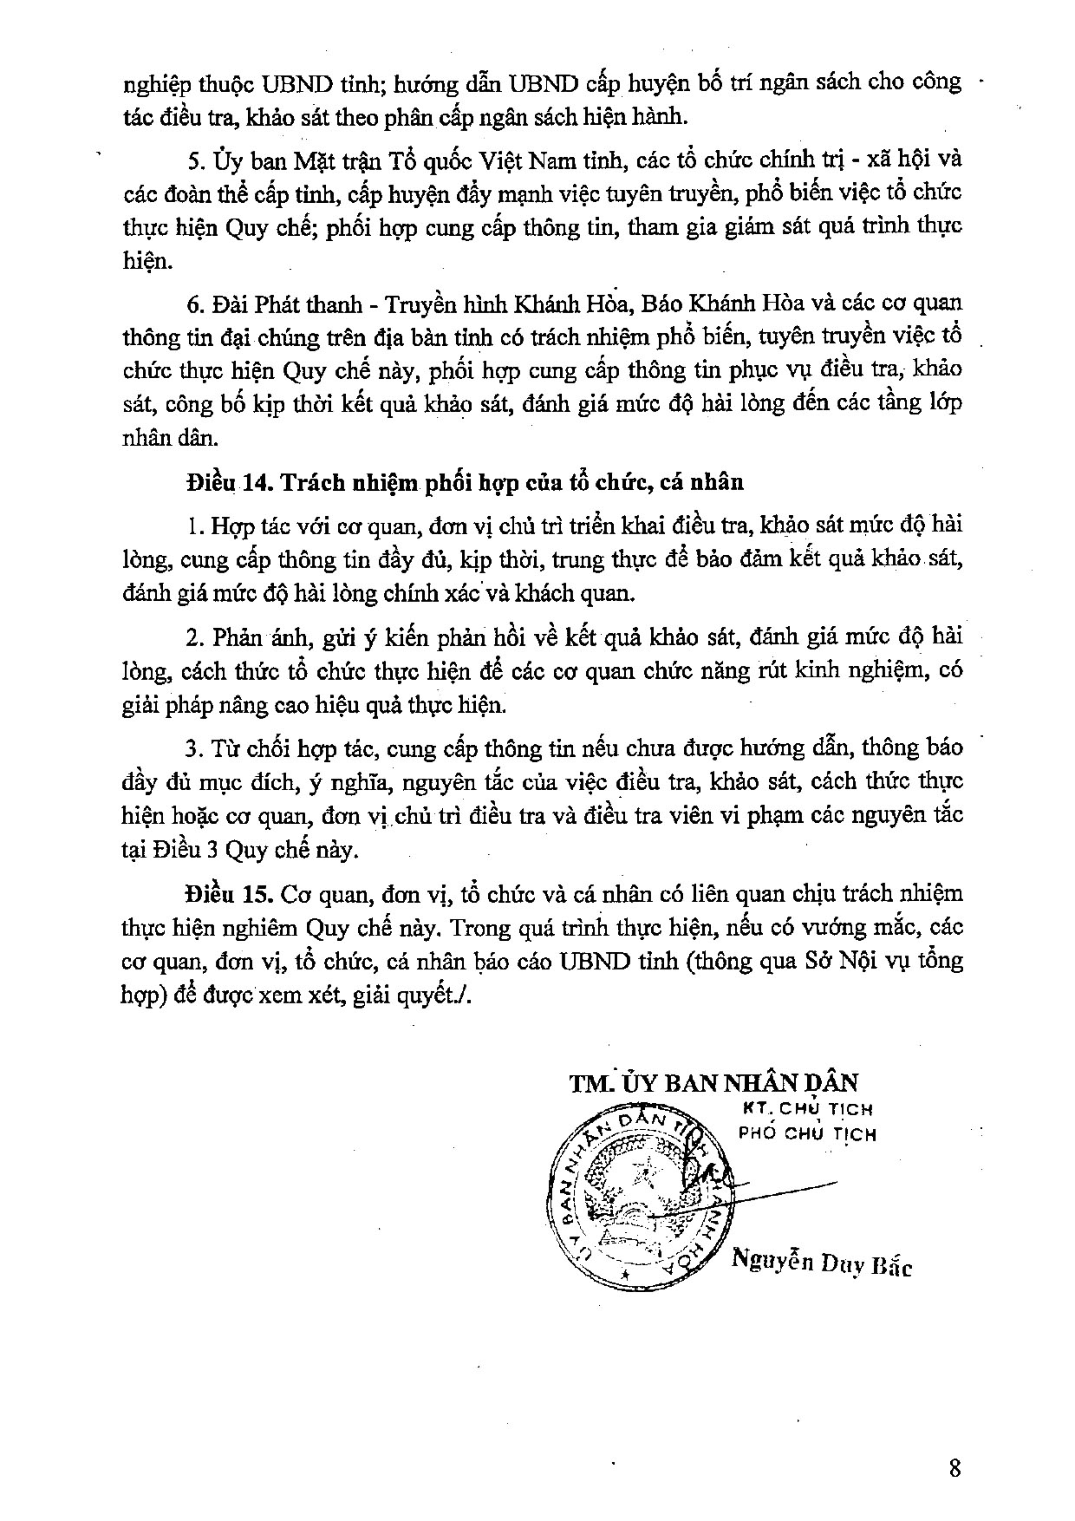 nghiệp thuộc UBND tỉnh; hướng dẫn UBND cấp huyện bố trí ngân sách cho công
tác điều tra, khảo sát theo phân cấp ngân sách hiện hành.
5. Ủy ban Mặt trận Tổ quốc Việt Nam tỉnh, các tổ chức chính trị - xã hội và
các đoàn thể cấp tỉnh, cấp huyện đẩy mạnh việc tuyên truyền, phổ biến việc tổ chức
thực hiện Quy chế; phối hợp cung cấp thông tin, tham gia giám sát quá trình thực
hiện.
6. Đài Phát thanh - Truyền hình Khánh Hòa, Báo Khánh Hòa và các cơ quan
thông tin đại chúng trên địa bàn tỉnh có trách nhiệm phổ biến, tuyên truyền việc tổ
chức thực hiện Quy chế này, phối hợp cung cấp thông tin phục vụ điều tra, khảo
sát, công bố kịp thời kết quả khảo sát, đánh giá mức độ hài lòng đến các tầng lớp
nhân dân.
Điều 14. Trách nhiệm phối hợp của tổ chức, cá nhân
1. Hợp tác với cơ quan, đơn vị chủ trì triển khai điều tra, khảo sát mức độ hài
lòng, cung cấp thông tin đầy đủ, kịp thời, trung thực để bảo đảm kết quả khảo sát,
đánh giá mức độ hài lòng chính xác và khách quan.
2. Phản ánh, gửi ý kiến phản hồi về kết quả khảo sát, đánh giá mức độ hài
lòng, cách thức tổ chức thực hiện để các cơ quan chức năng rút kinh nghiệm, có
giải pháp nâng cao hiệu quả thực hiện.
3. Từ chối hợp tác, cung cấp thông tin nếu chưa được hướng dẫn, thông báo
đầy đủ mục đích, ý nghĩa, nguyên tắc của việc điều tra, khảo sát, cách thức thực
hiện hoặc cơ quan, đơn vị chủ trì điều tra và điều tra viên vi phạm các nguyên tắc
tại Điều 3 Quy chế này.
Điều 15. Cơ quan, đơn vị, tổ chức và cá nhân có liên quan chịu trách nhiệm
thực hiện nghiêm Quy chế này. Trong quá trình thực hiện, nếu có vướng mắc, các
cơ quan, đơn vị, tổ chức, cá nhân báo cáo UBND tỉnh (thông qua Sở Nội vụ tổng
hợp) để được xem xét, giải quyết./.
TM. ỦY BAN NHÂN DÂN
KT. CHỦ TỊCH
PHÓ CHỦ TỊCH
ỦY BAN NHÂN DÂN TỈNH KHÁNH HÒA
Nguyễn Duy Bắc
8